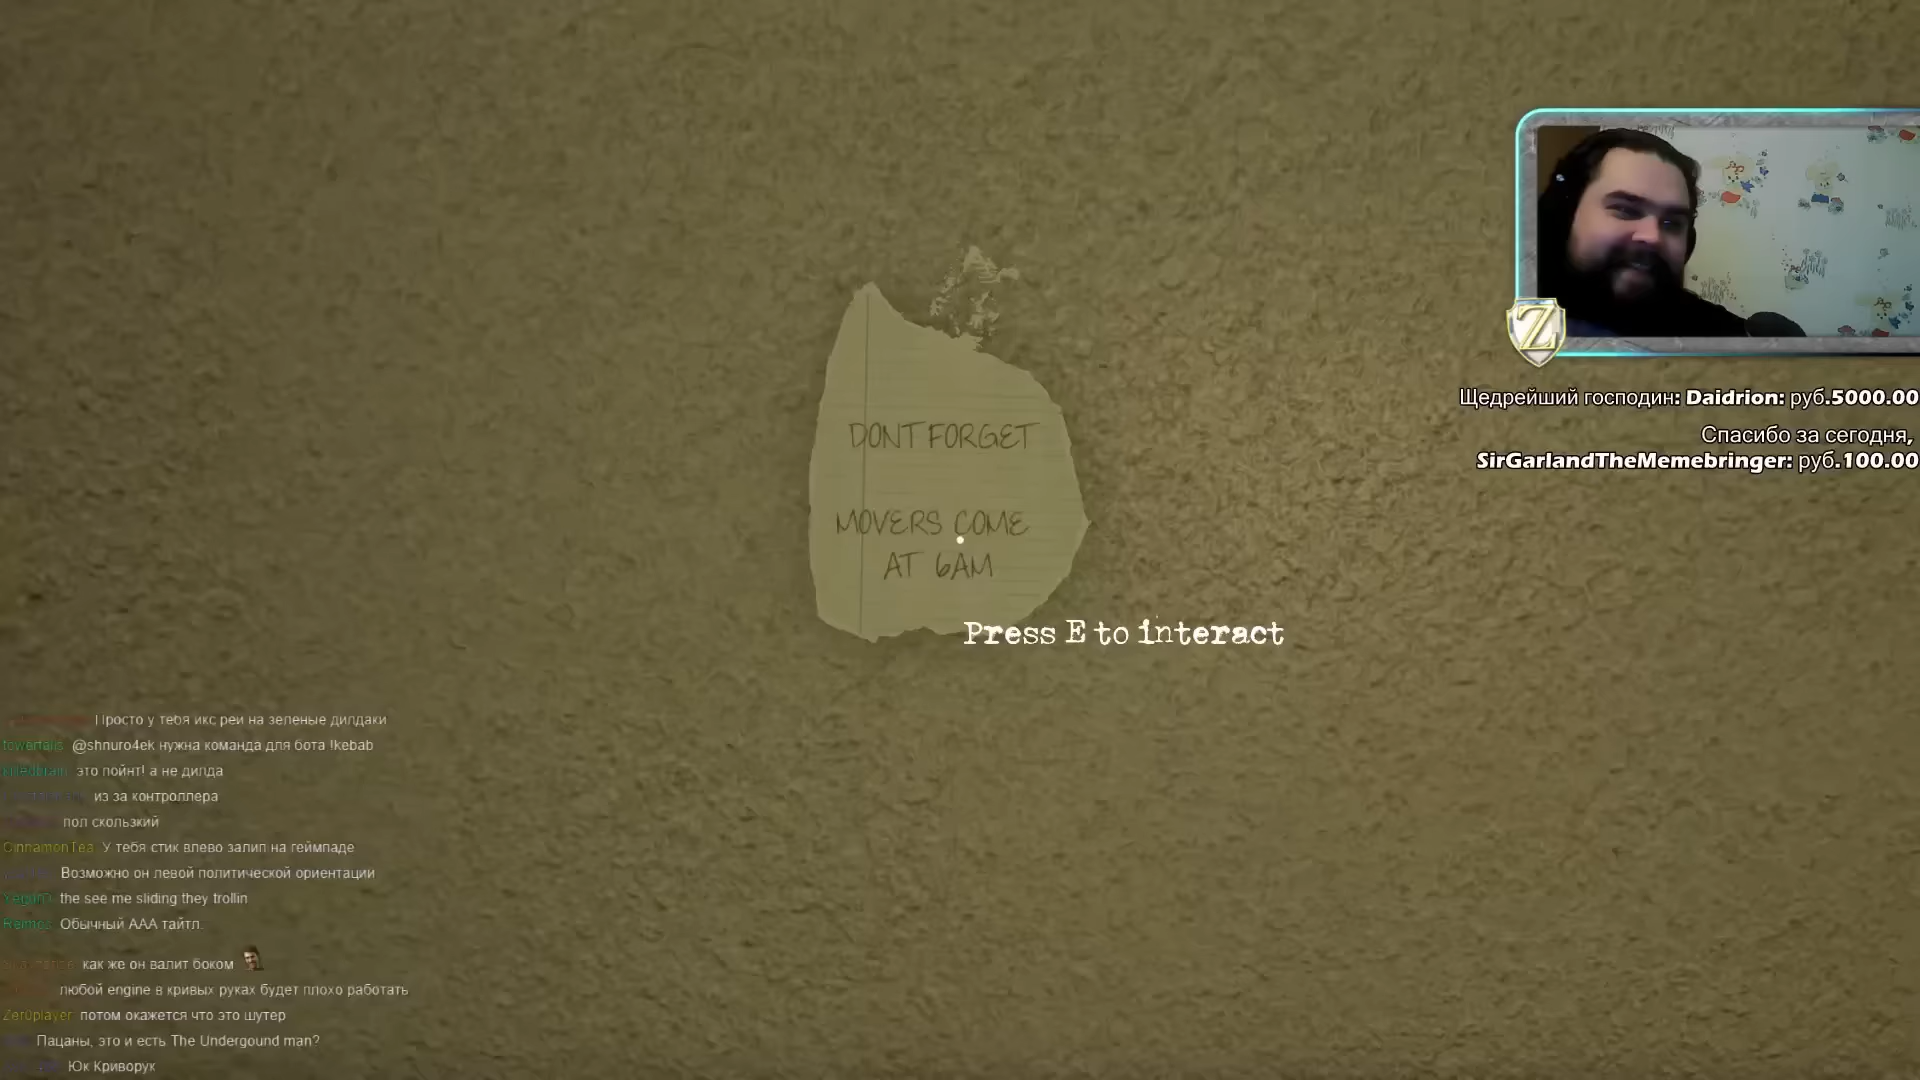 DONT FORGET
MOVERS COME
AT 6AM
Press E to interact
Z
Щедрейший господин: Daidrion: руб.5000.00
Спасибо за сегодня,
SirGarlandTheMemebringer: руб.100.00
Просто у тебя икс реи на зеленые дилдаки
towertails @shnuro4ek нужна команда для бота !kebab
это пойнт! а не дилда
из за контроллера
пол скользкий
CinnamonTea У тебя стик влево залип на геймпаде
Возможно он левой политической ориентации
the see me sliding they trollin
Обычный ААА тайтл.
как же он валит боком
любой engine в кривых руках будет плохо работать
Zer0player потом окажется что это шутер
Пацаны, это и есть The Undergound man?
Юк Криворук